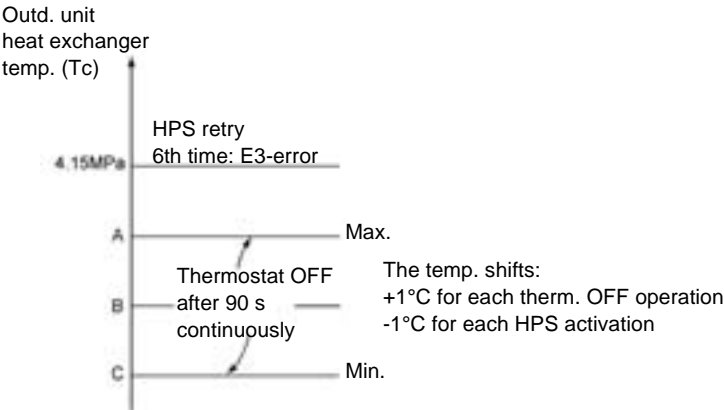 Outd. unit
heat exchanger
temp. (Tc)
HPS retry
4.15MPa
6th time: E3-error
A
Max.
Thermostat OFF
The temp. shifts:
+1°C for each therm. OFF operation
B
after 90 s
-1°C for each HPS activation
continuously
C
Min.